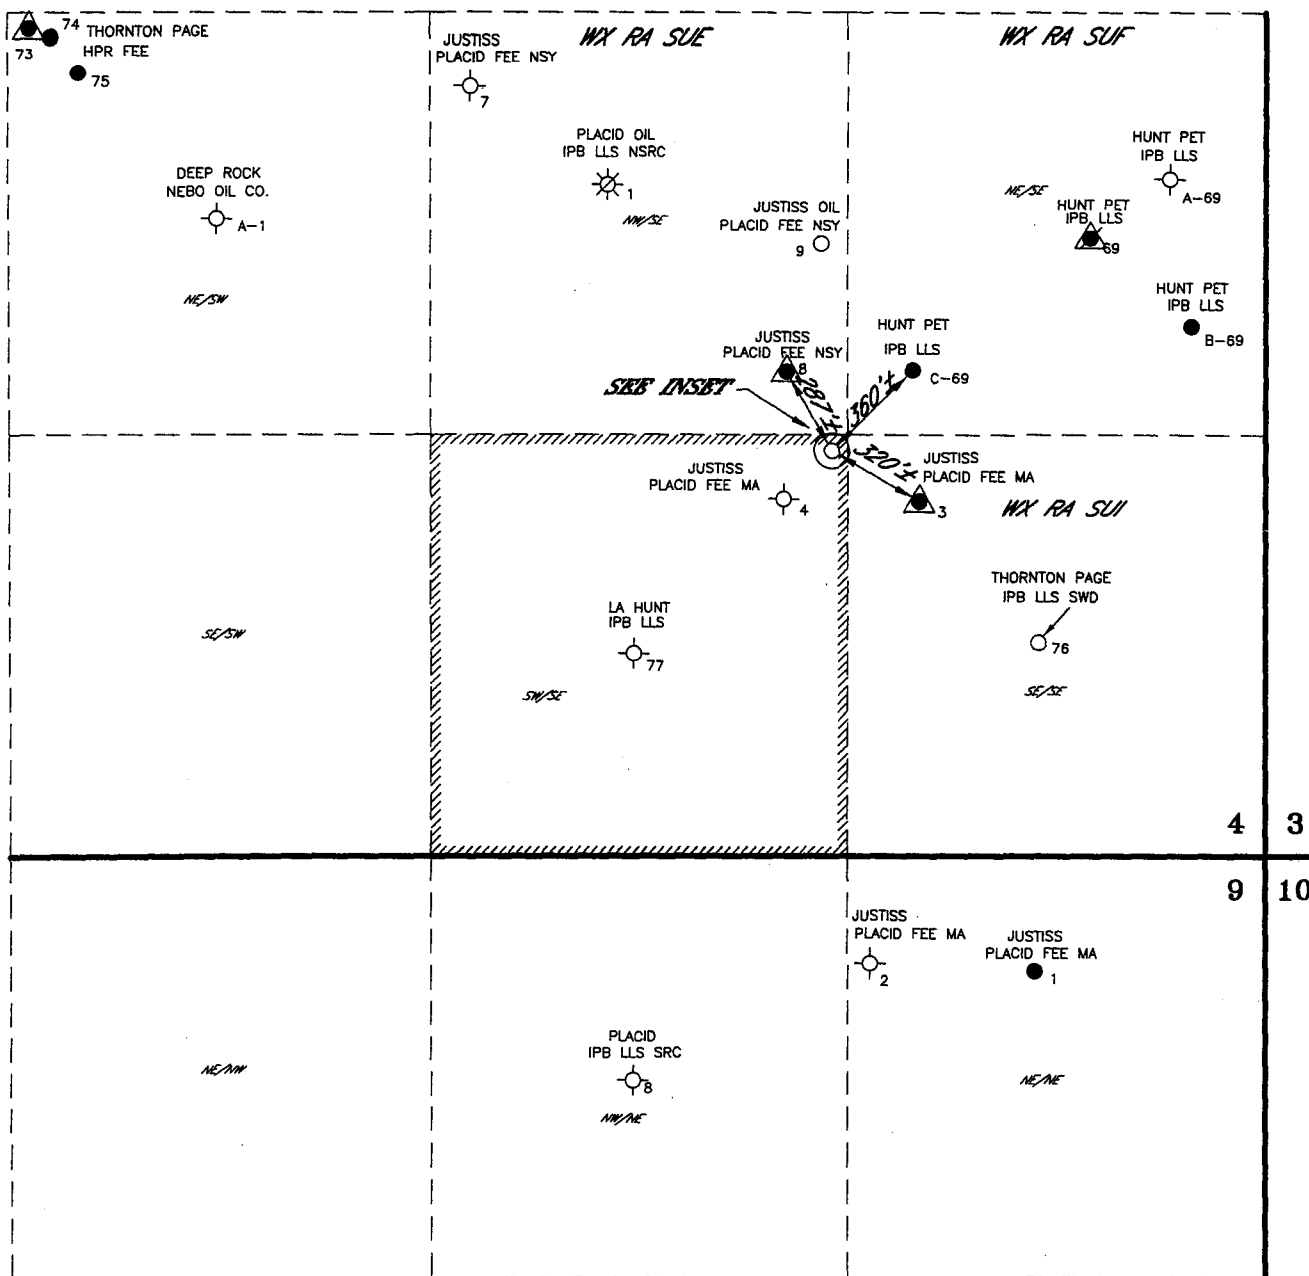 74
THORNTON PAGE
HPR FEE
73
75
JUSTISS
PLACID FEE NSY
7
WX RA SUE
WX RA SUF
PLACID OIL
IPB LLS NSRC
1
NW/SE
DEEP ROCK
NEBO OIL CO.
A-1
NE/SW
JUSTISS OIL
PLACID FEE NSY
9
HUNT PET
IPB LLS
A-69
NE/SE
HUNT PET
IPB LLS
69
HUNT PET
IPB LLS
B-69
JUSTISS
PLACID FEE NSY
8
HUNT PET
IPB LLS
C-69
SEE INSET
287'±
360'±
320'±
JUSTISS
PLACID FEE MA
4
JUSTISS
PLACID FEE MA
3
WX RA SUI
THORNTON PAGE
IPB LLS SWD
76
SE/SE
LA HUNT
IPB LLS
77
SE/SW
SW/SE
4 3
9 10
JUSTISS
PLACID FEE MA
2
JUSTISS
PLACID FEE MA
1
PLACID
IPB LLS SRC
8
NE/NW
NW/NE
NE/NE